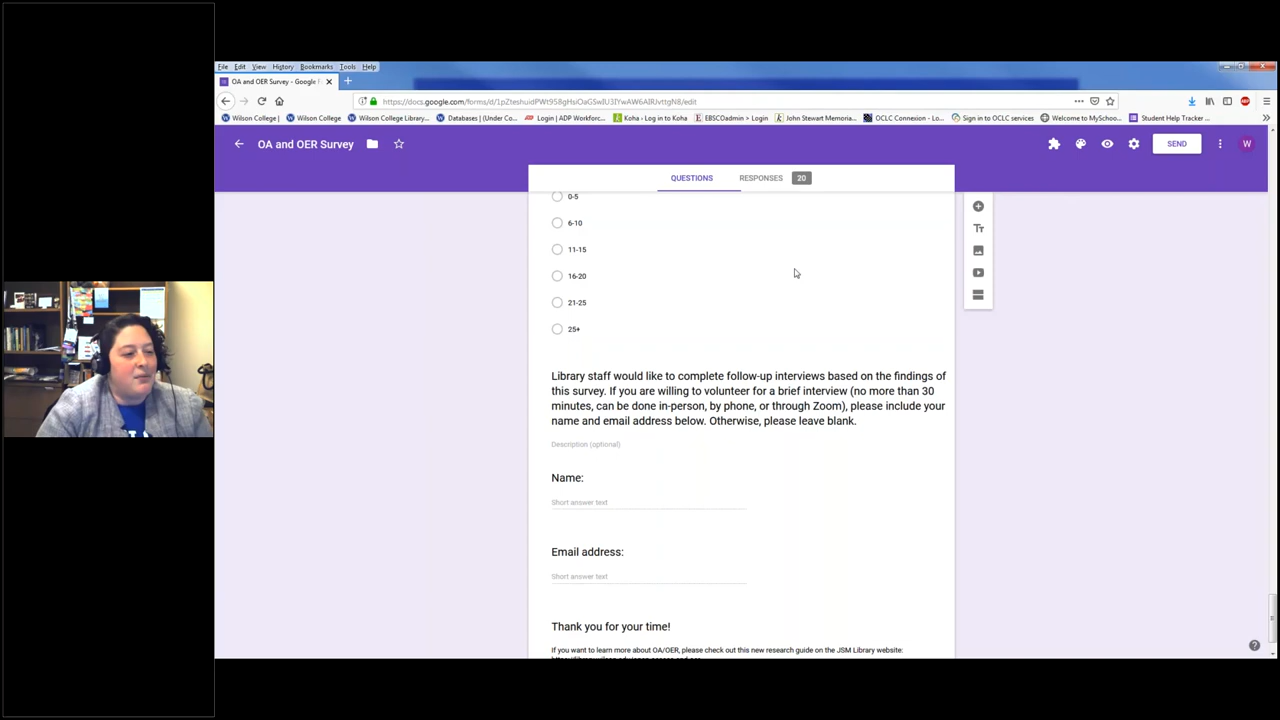 File Edit View History Bookmarks Tools Help
OA and OER Survey - Google F
Wilson College | Wilson College Wilson College Library... Databases | (Under Co... Login | ADP Workforc... Koha › Log in to Koha EBSCOadmin > Login John Stewart Memoria... OCLC Connexion - Lo... Sign in to OCLC services Welcome to MySchoo... Student Help Tracker ...
OA and OER Survey
SEND
W
QUESTIONS RESPONSES 20
0-5
6-10
11-15
16-20
21-25
25+
Library staff would like to complete follow-up interviews based on the findings of
this survey. If you are willing to volunteer for a brief interview (no more than 30
minutes, can be done in-person, by phone, or through Zoom), please include your
name and email address below. Otherwise, please leave blank.
Description (optional)
Name:
Short answer text
Email address:
Short answer text
Thank you for your time!
If you want to learn more about OA/OER, please check out this new research guide on the JSM Library website: